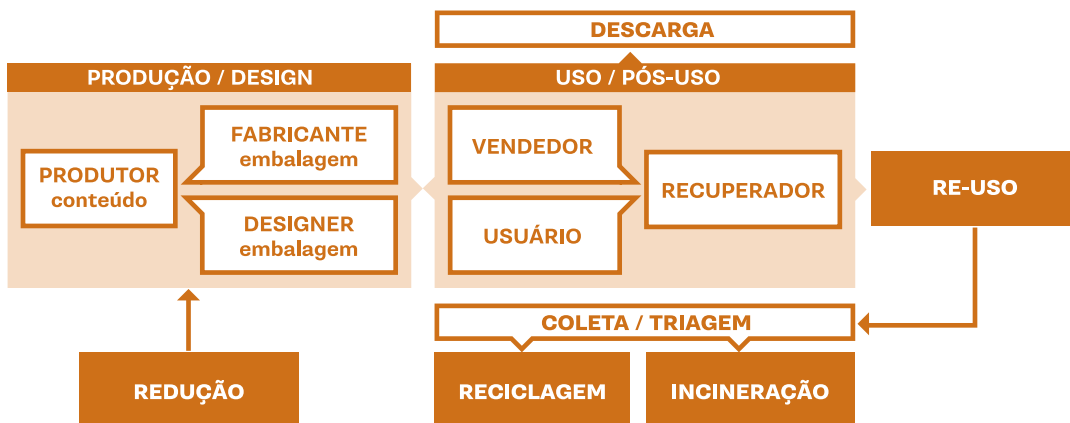 DESCARGA
PRODUÇÃO / DESIGN
USO / PÓS-USO
PRODUTOR
conteúdo
FABRICANTE
embalagem
DESIGNER
embalagem
VENDEDOR
USUÁRIO
RECUPERADOR
RE-USO
COLETA / TRIAGEM
REDUÇÃO
RECICLAGEM
INCINERAÇÃO